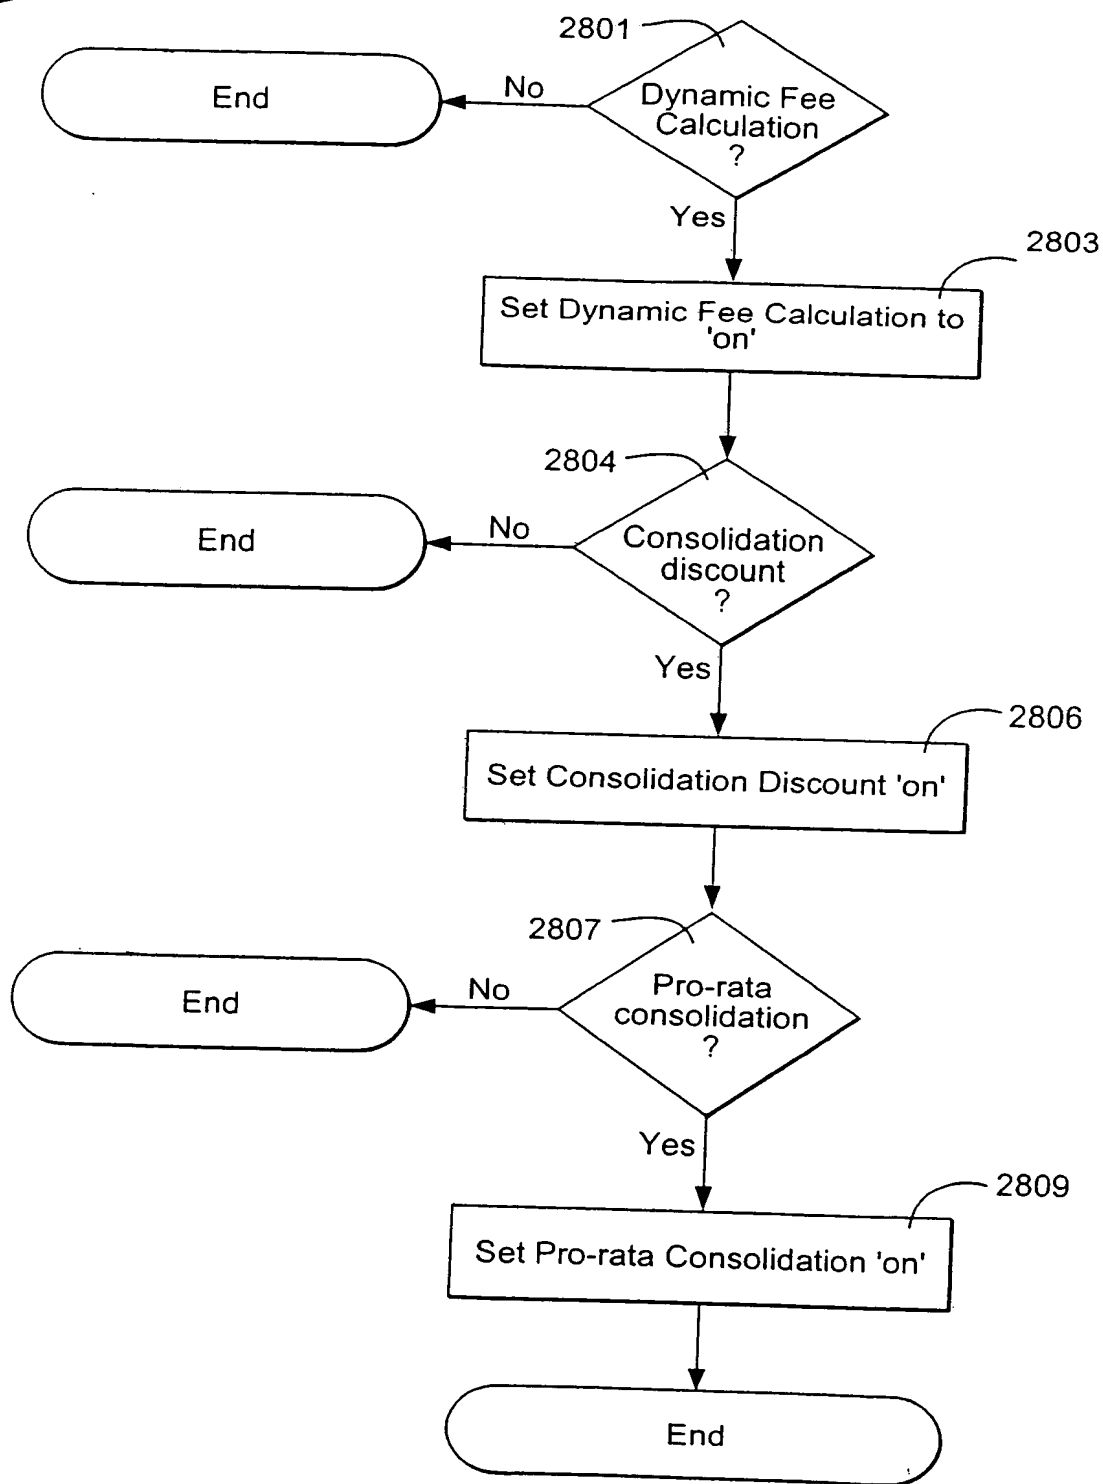 2801
End
No
Dynamic Fee
Calculation
?
Yes
2803
Set Dynamic Fee Calculation to
'on'
2804
End
No
Consolidation
discount
?
Yes
2806
Set Consolidation Discount 'on'
2807
End
No
Pro-rata
consolidation
?
Yes
2809
Set Pro-rata Consolidation 'on'
End